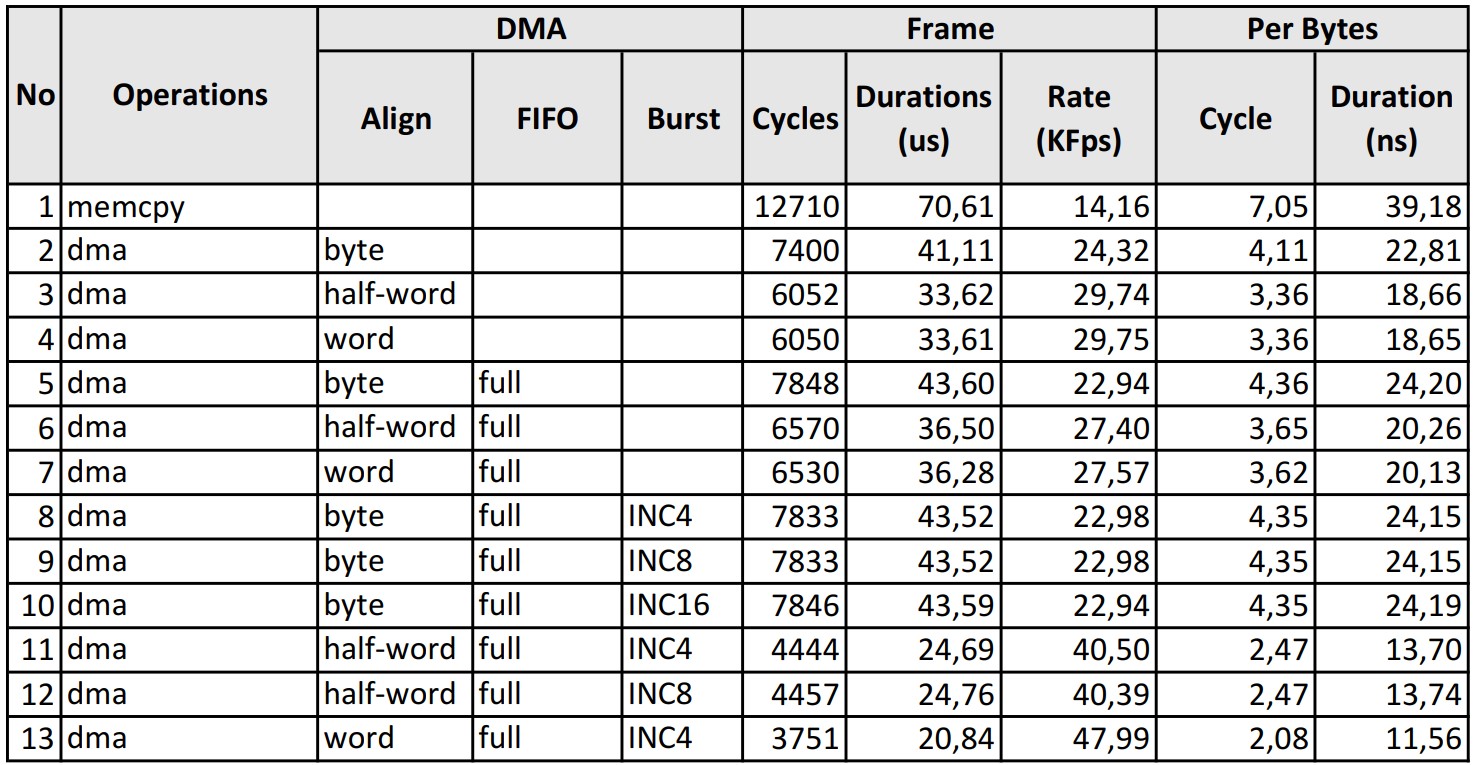 No Operations DMA Frame Per Bytes
Align FIFO Burst Cycles Durations (us) Rate (KFps) Cycle Duration (ns)
1 memcpy 12710 70,61 14,16 7,05 39,18
2 dma byte 7400 41,11 24,32 4,11 22,81
3 dma half-word 6052 33,62 29,74 3,36 18,66
4 dma word 6050 33,61 29,75 3,36 18,65
5 dma byte full 7848 43,60 22,94 4,36 24,20
6 dma half-word full 6570 36,50 27,40 3,65 20,26
7 dma word full 6530 36,28 27,57 3,62 20,13
8 dma byte full INC4 7833 43,52 22,98 4,35 24,15
9 dma byte full INC8 7833 43,52 22,98 4,35 24,15
10 dma byte full INC16 7846 43,59 22,94 4,35 24,19
11 dma half-word full INC4 4444 24,69 40,50 2,47 13,70
12 dma half-word full INC8 4457 24,76 40,39 2,47 13,74
13 dma word full INC4 3751 20,84 47,99 2,08 11,56